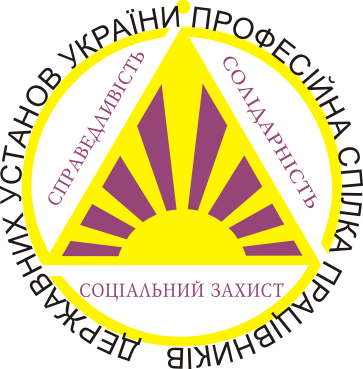 ПРОФЕСІЙНА СПІЛКА ПРАЦІВНИКІВ ДЕРЖАВНИХ УСТАНОВ УКРАЇНИ
СПРАВЕДЛИВІСТЬ
СОЛІДАРНІСТЬ
СОЦІАЛЬНИЙ ЗАХИСТ